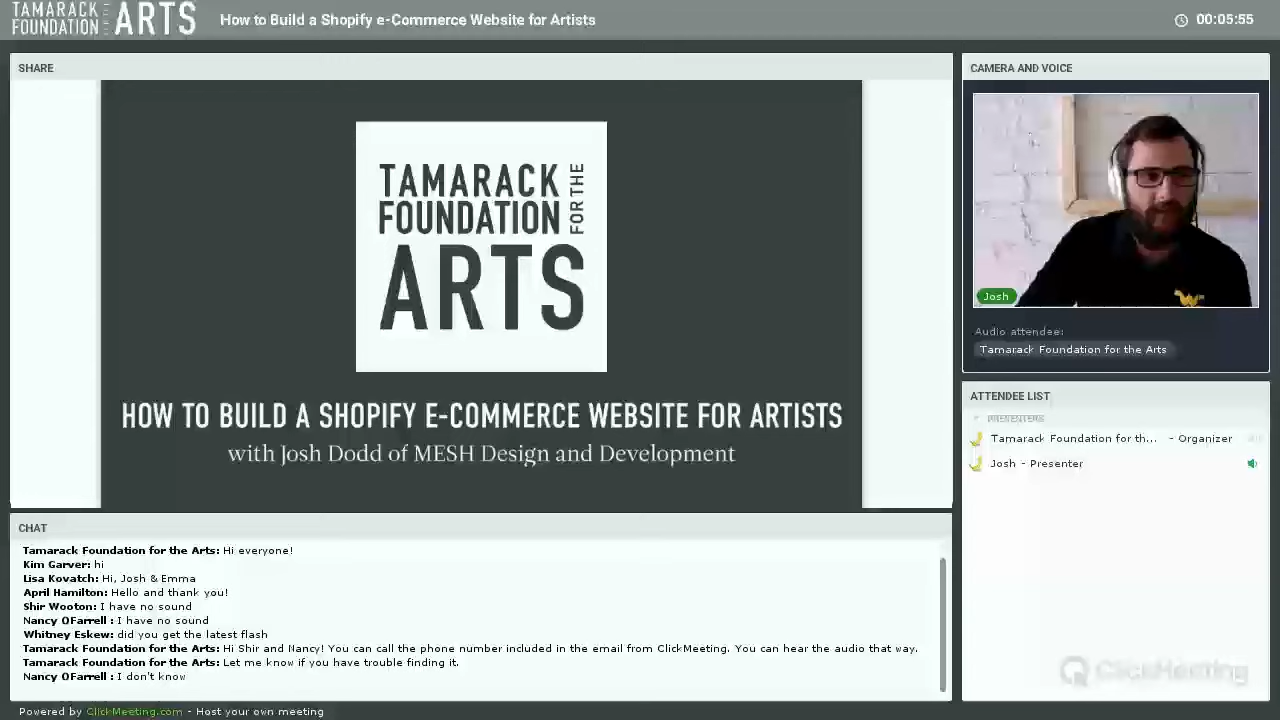 TAMARACK
FOUNDATION FOR THE ARTS
How to Build a Shopify e-Commerce Website for Artists
00:05:55
SHARE
TAMARACK
FOUNDATION
FOR THE
ARTS
HOW TO BUILD A SHOPIFY E-COMMERCE WEBSITE FOR ARTISTS
with Josh Dodd of MESH Design and Development
CAMERA AND VOICE
Josh
Audio attendee:
Tamarack Foundation for the Arts
ATTENDEE LIST
PRESENTERS
Tamarack Foundation for th... - Organizer
Josh - Presenter
CHAT
Tamarack Foundation for the Arts: Hi everyone!
Kim Garver: hi
Lisa Kovatch: Hi, Josh & Emma
April Hamilton: Hello and thank you!
Shir Wooton: I have no sound
Nancy OFarrell : I have no sound
Whitney Eskew: did you get the latest flash
Tamarack Foundation for the Arts: Hi Shir and Nancy! You can call the phone number included in the email from ClickMeeting. You can hear the audio that way.
Tamarack Foundation for the Arts: Let me know if you have trouble finding it.
Nancy OFarrell : I don't know
ClickMeeting
Powered by ClickMeeting.com - Host your own meeting